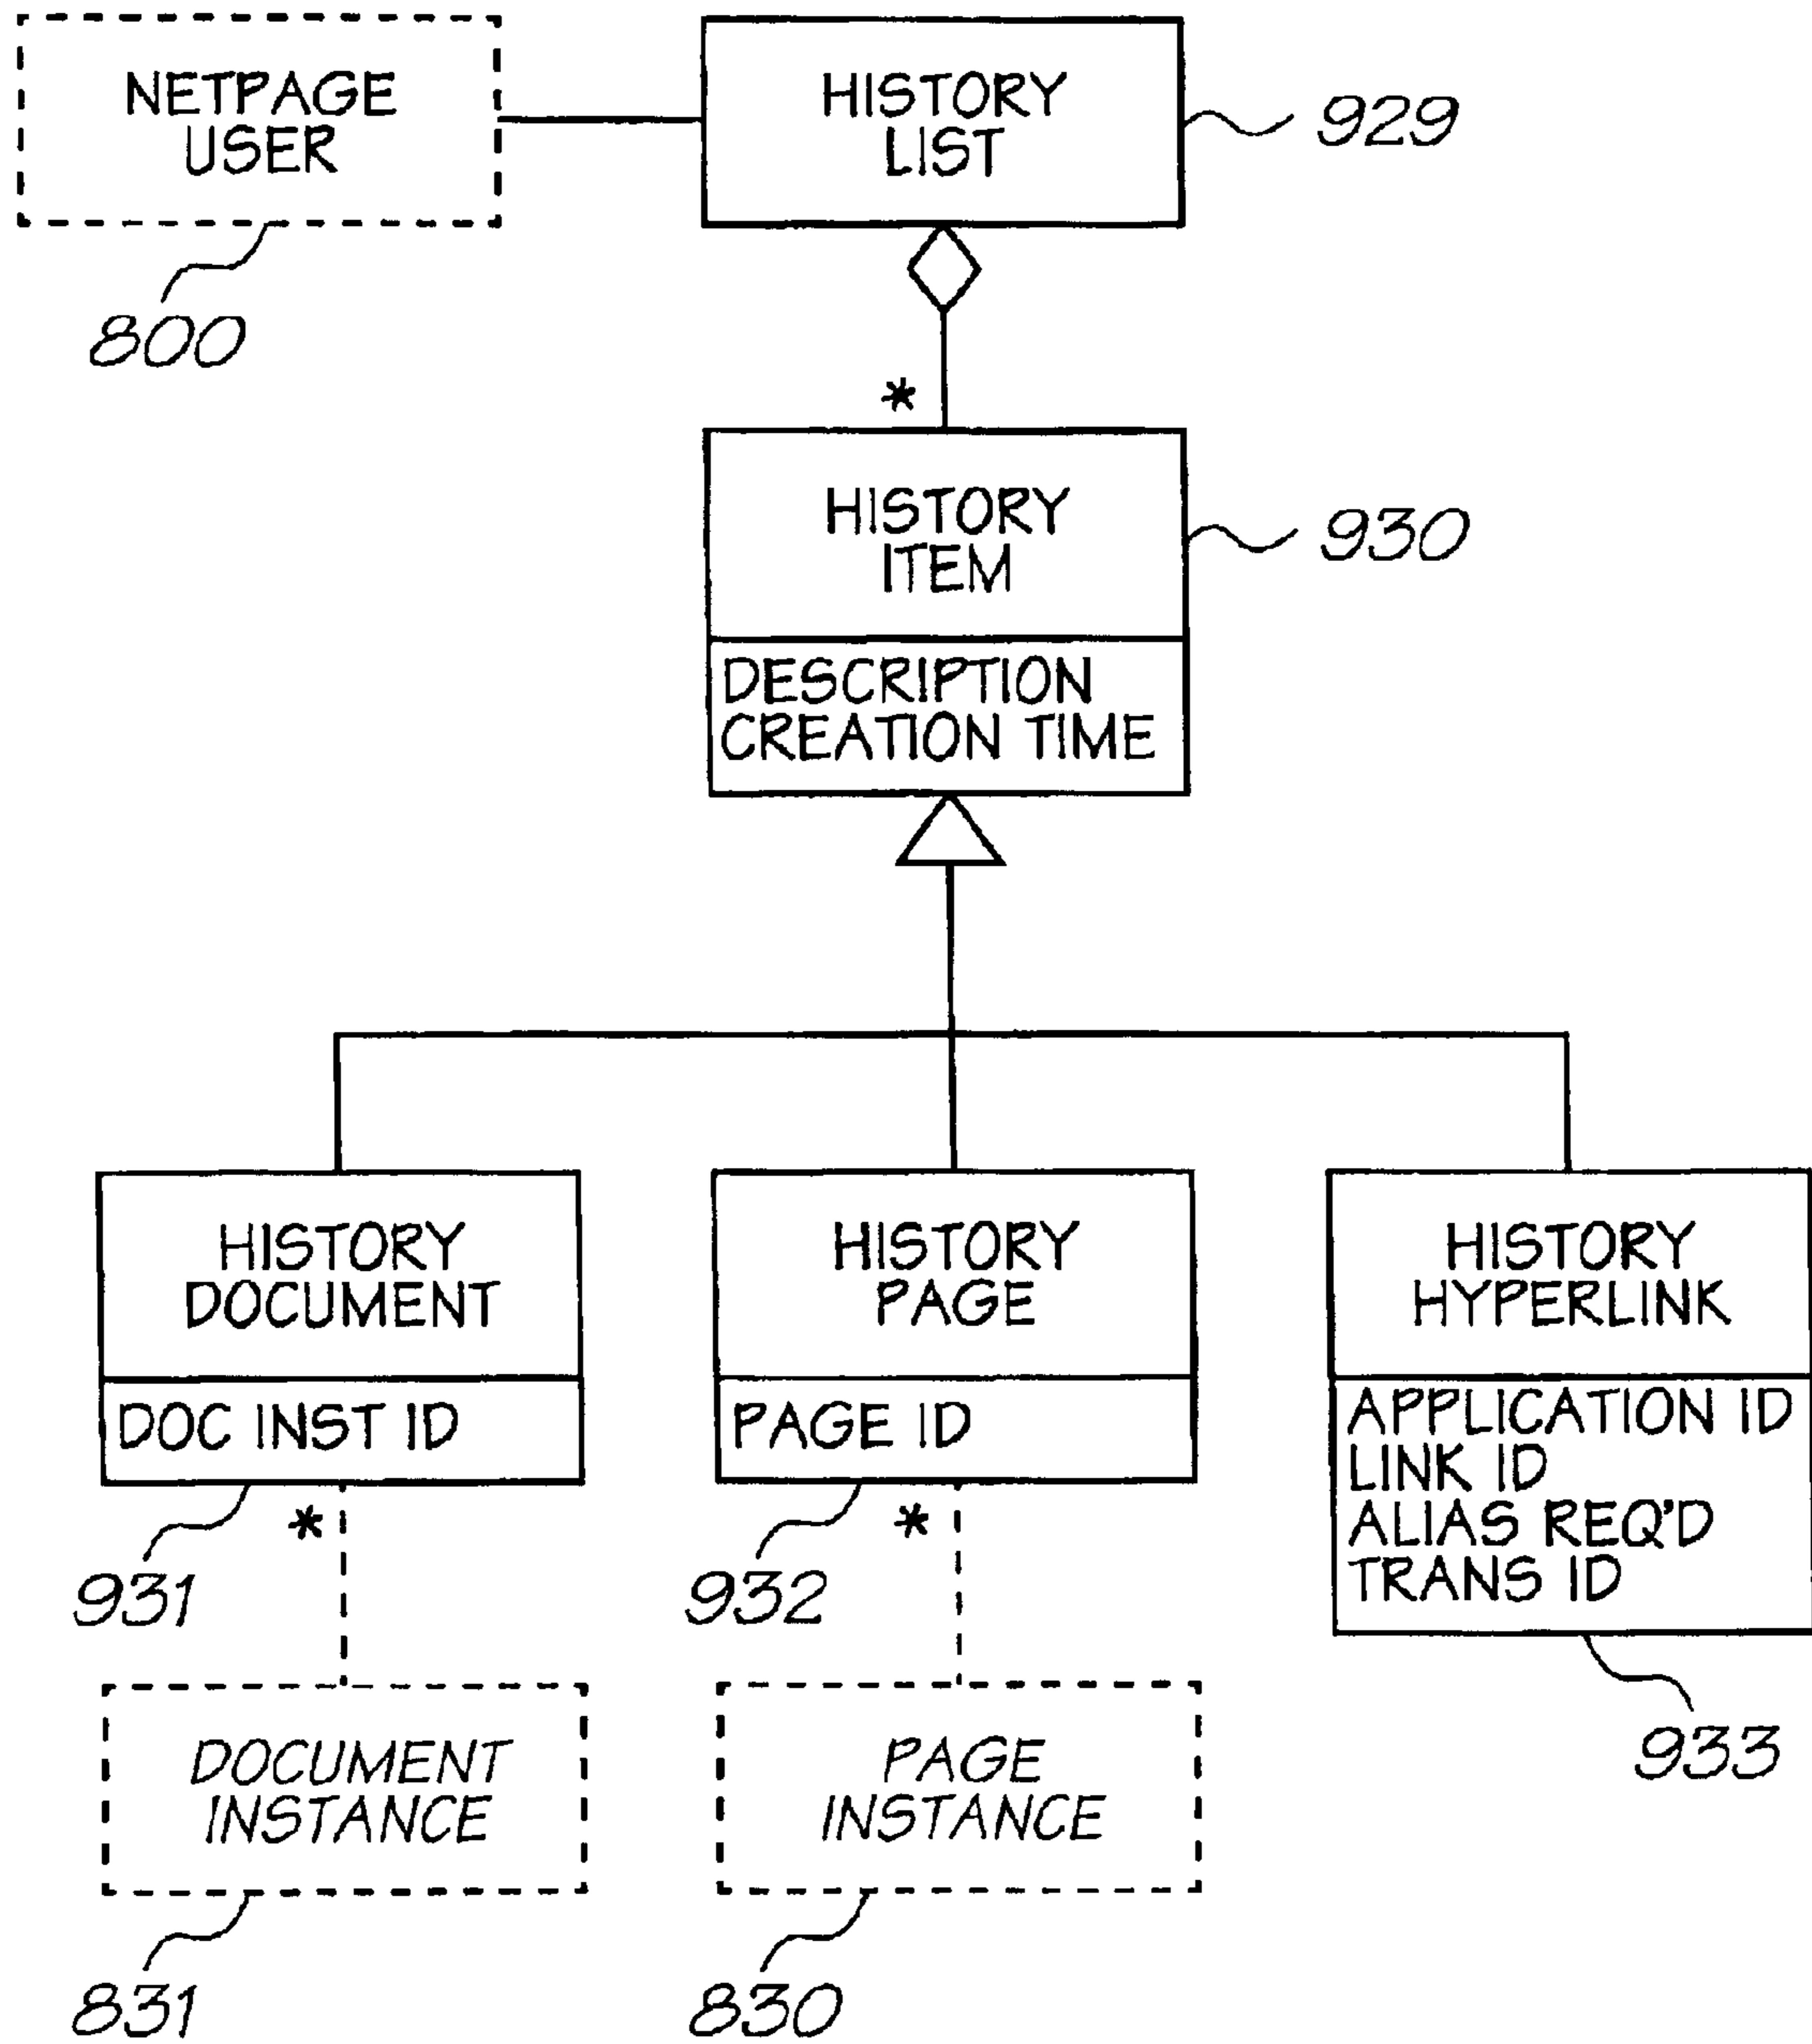 NETPAGE
USER
800
HISTORY
LIST
929
*
HISTORY
ITEM
930
DESCRIPTION
CREATION TIME
HISTORY
DOCUMENT
DOC INST ID
931
*
HISTORY
PAGE
PAGE ID
932
*
HISTORY
HYPERLINK
APPLICATION ID
LINK ID
ALIAS REQ'D
TRANS ID
933
DOCUMENT
INSTANCE
831
PAGE
INSTANCE
830